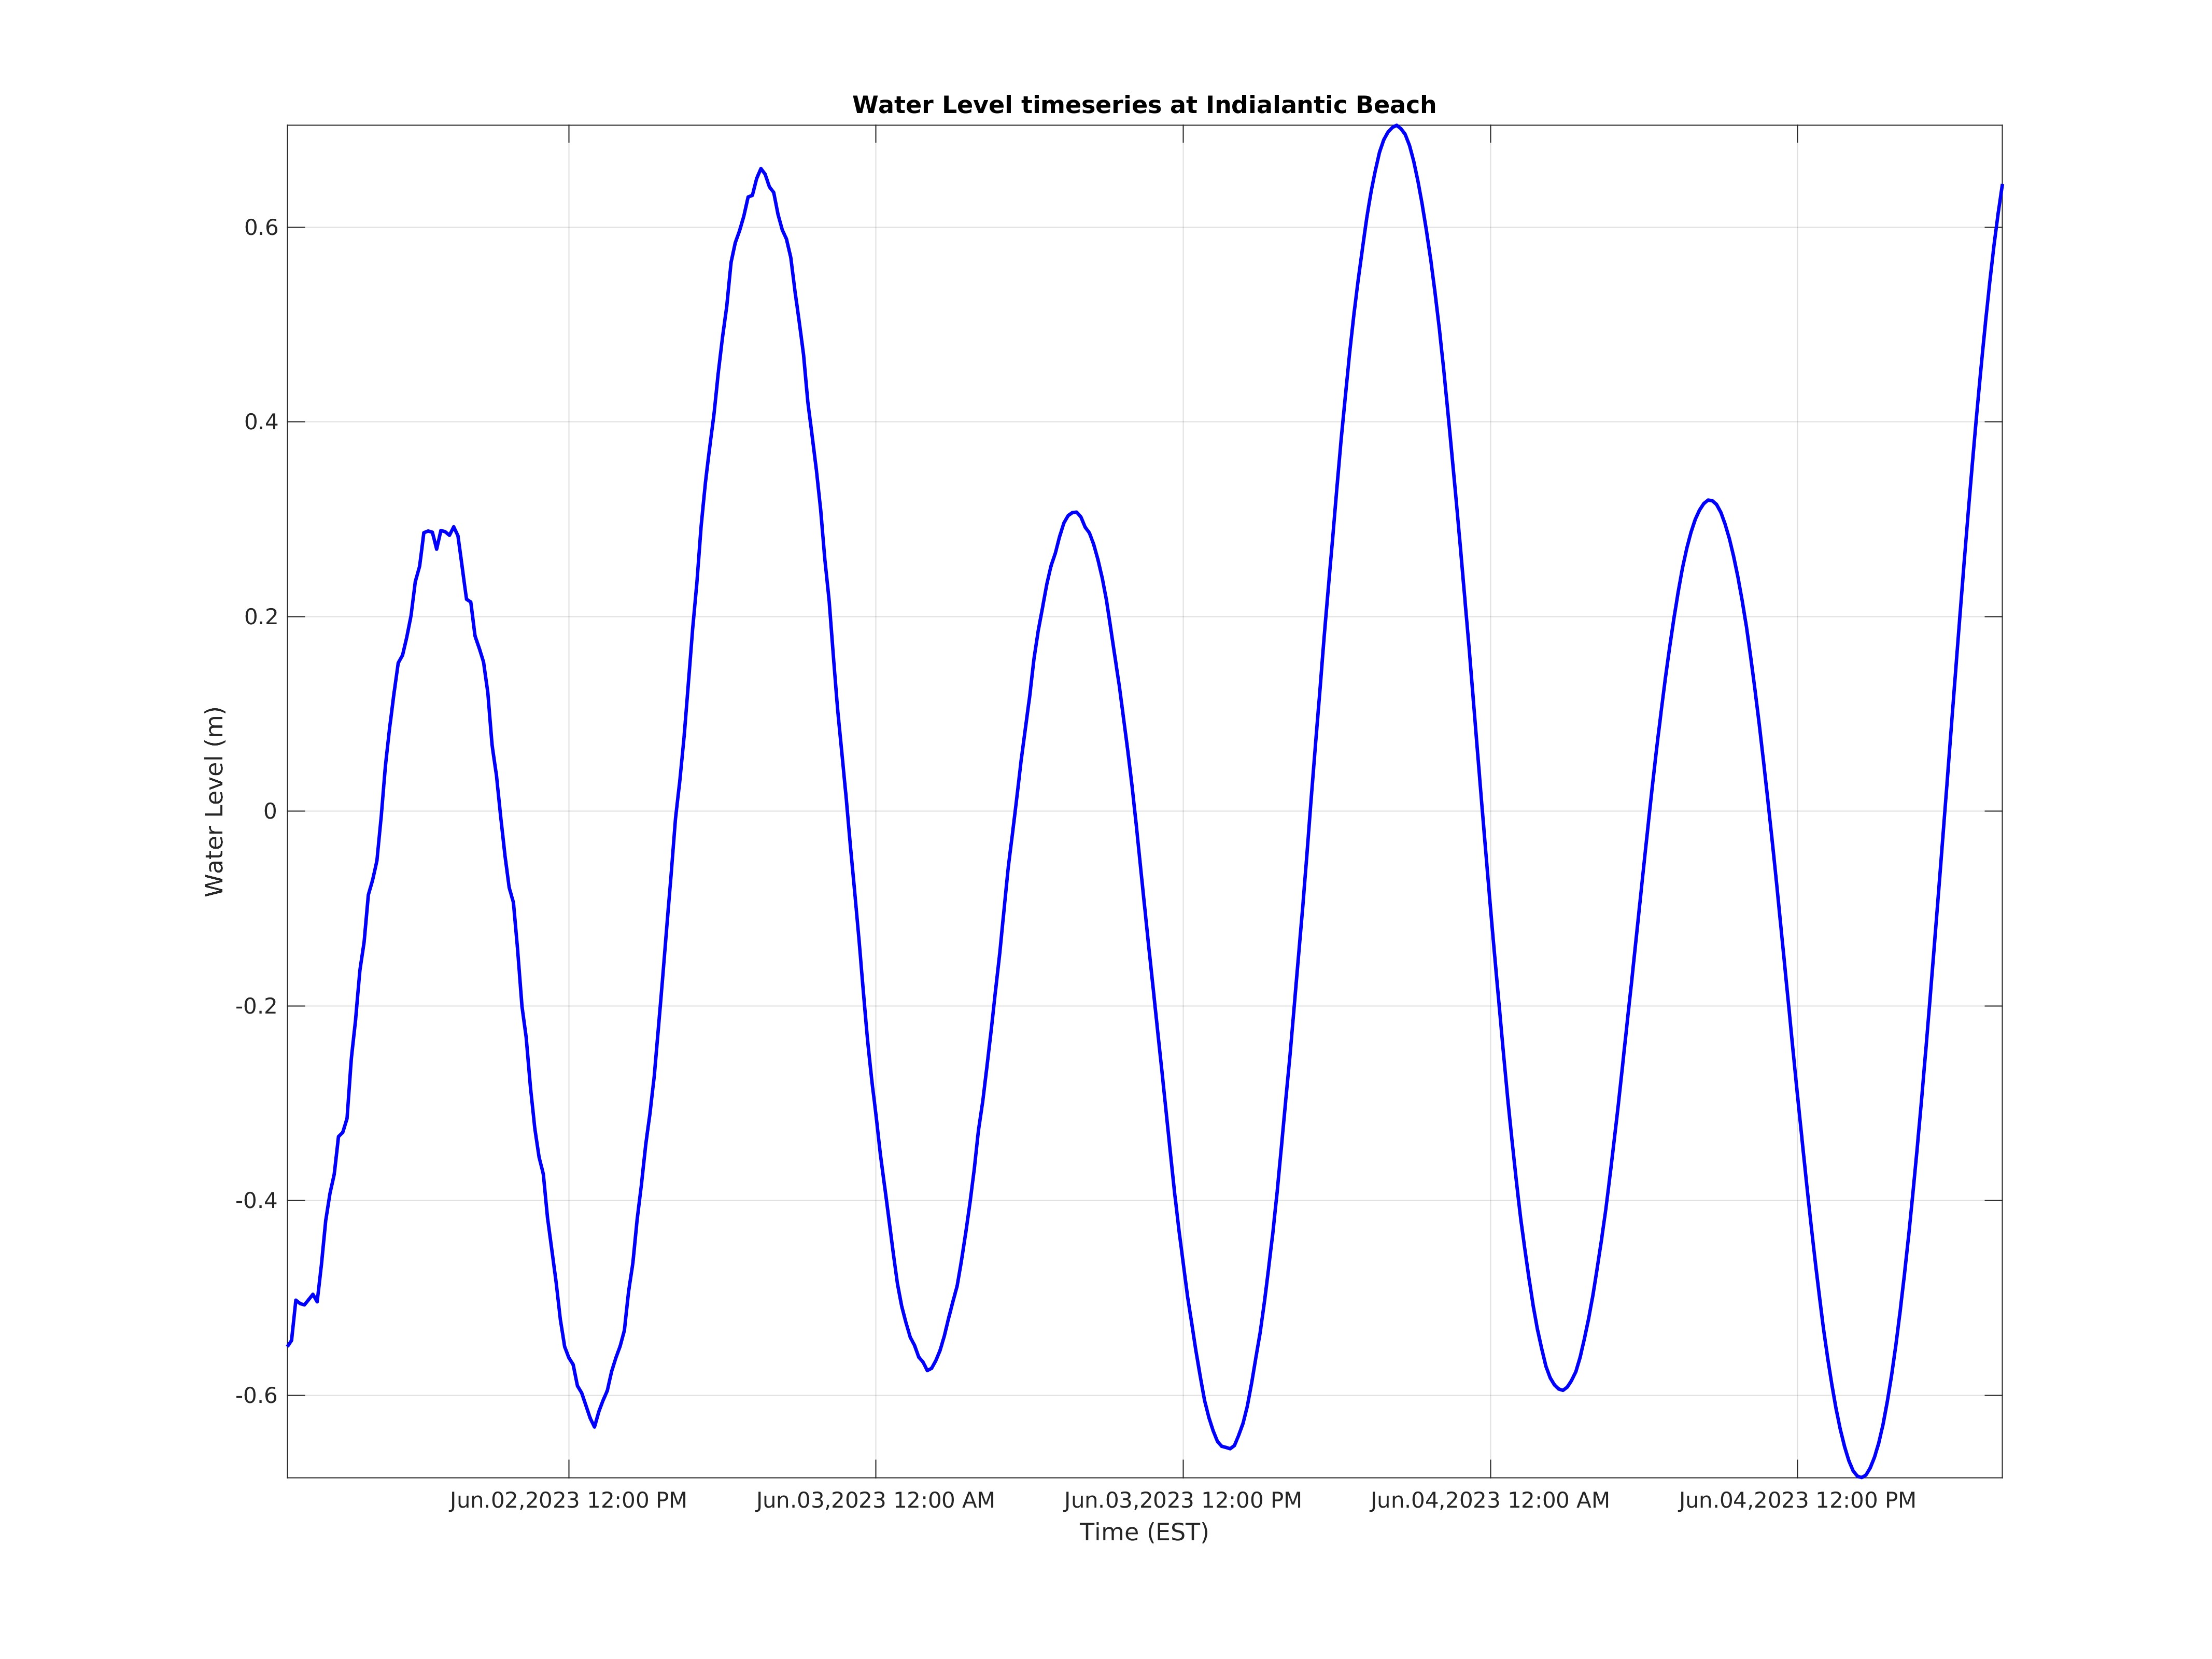 Water Level timeseries at Indialantic Beach
0.6
0.4
0.2
0
-0.2
-0.4
-0.6
Water Level (m)
Jun.02,2023 12:00 PM
Jun.03,2023 12:00 AM
Jun.03,2023 12:00 PM
Jun.04,2023 12:00 AM
Jun.04,2023 12:00 PM
Time (EST)